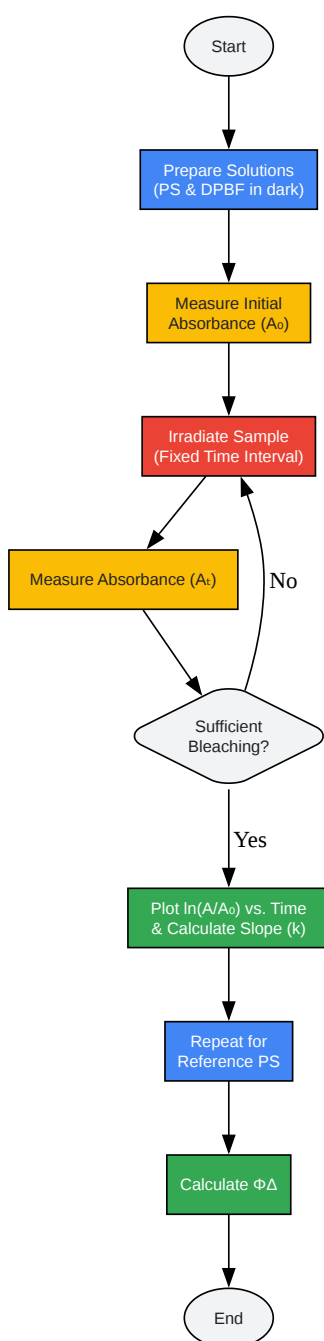 Start
Prepare Solutions
(PS & DPBF in dark)
Measure Initial
Absorbance (A₀)
Irradiate Sample
(Fixed Time Interval)
Measure Absorbance (Aₜ)
No
Sufficient
Bleaching?
Yes
Plot ln(A/A₀) vs. Time
& Calculate Slope (k)
Repeat for
Reference PS
Calculate ΦΔ
End